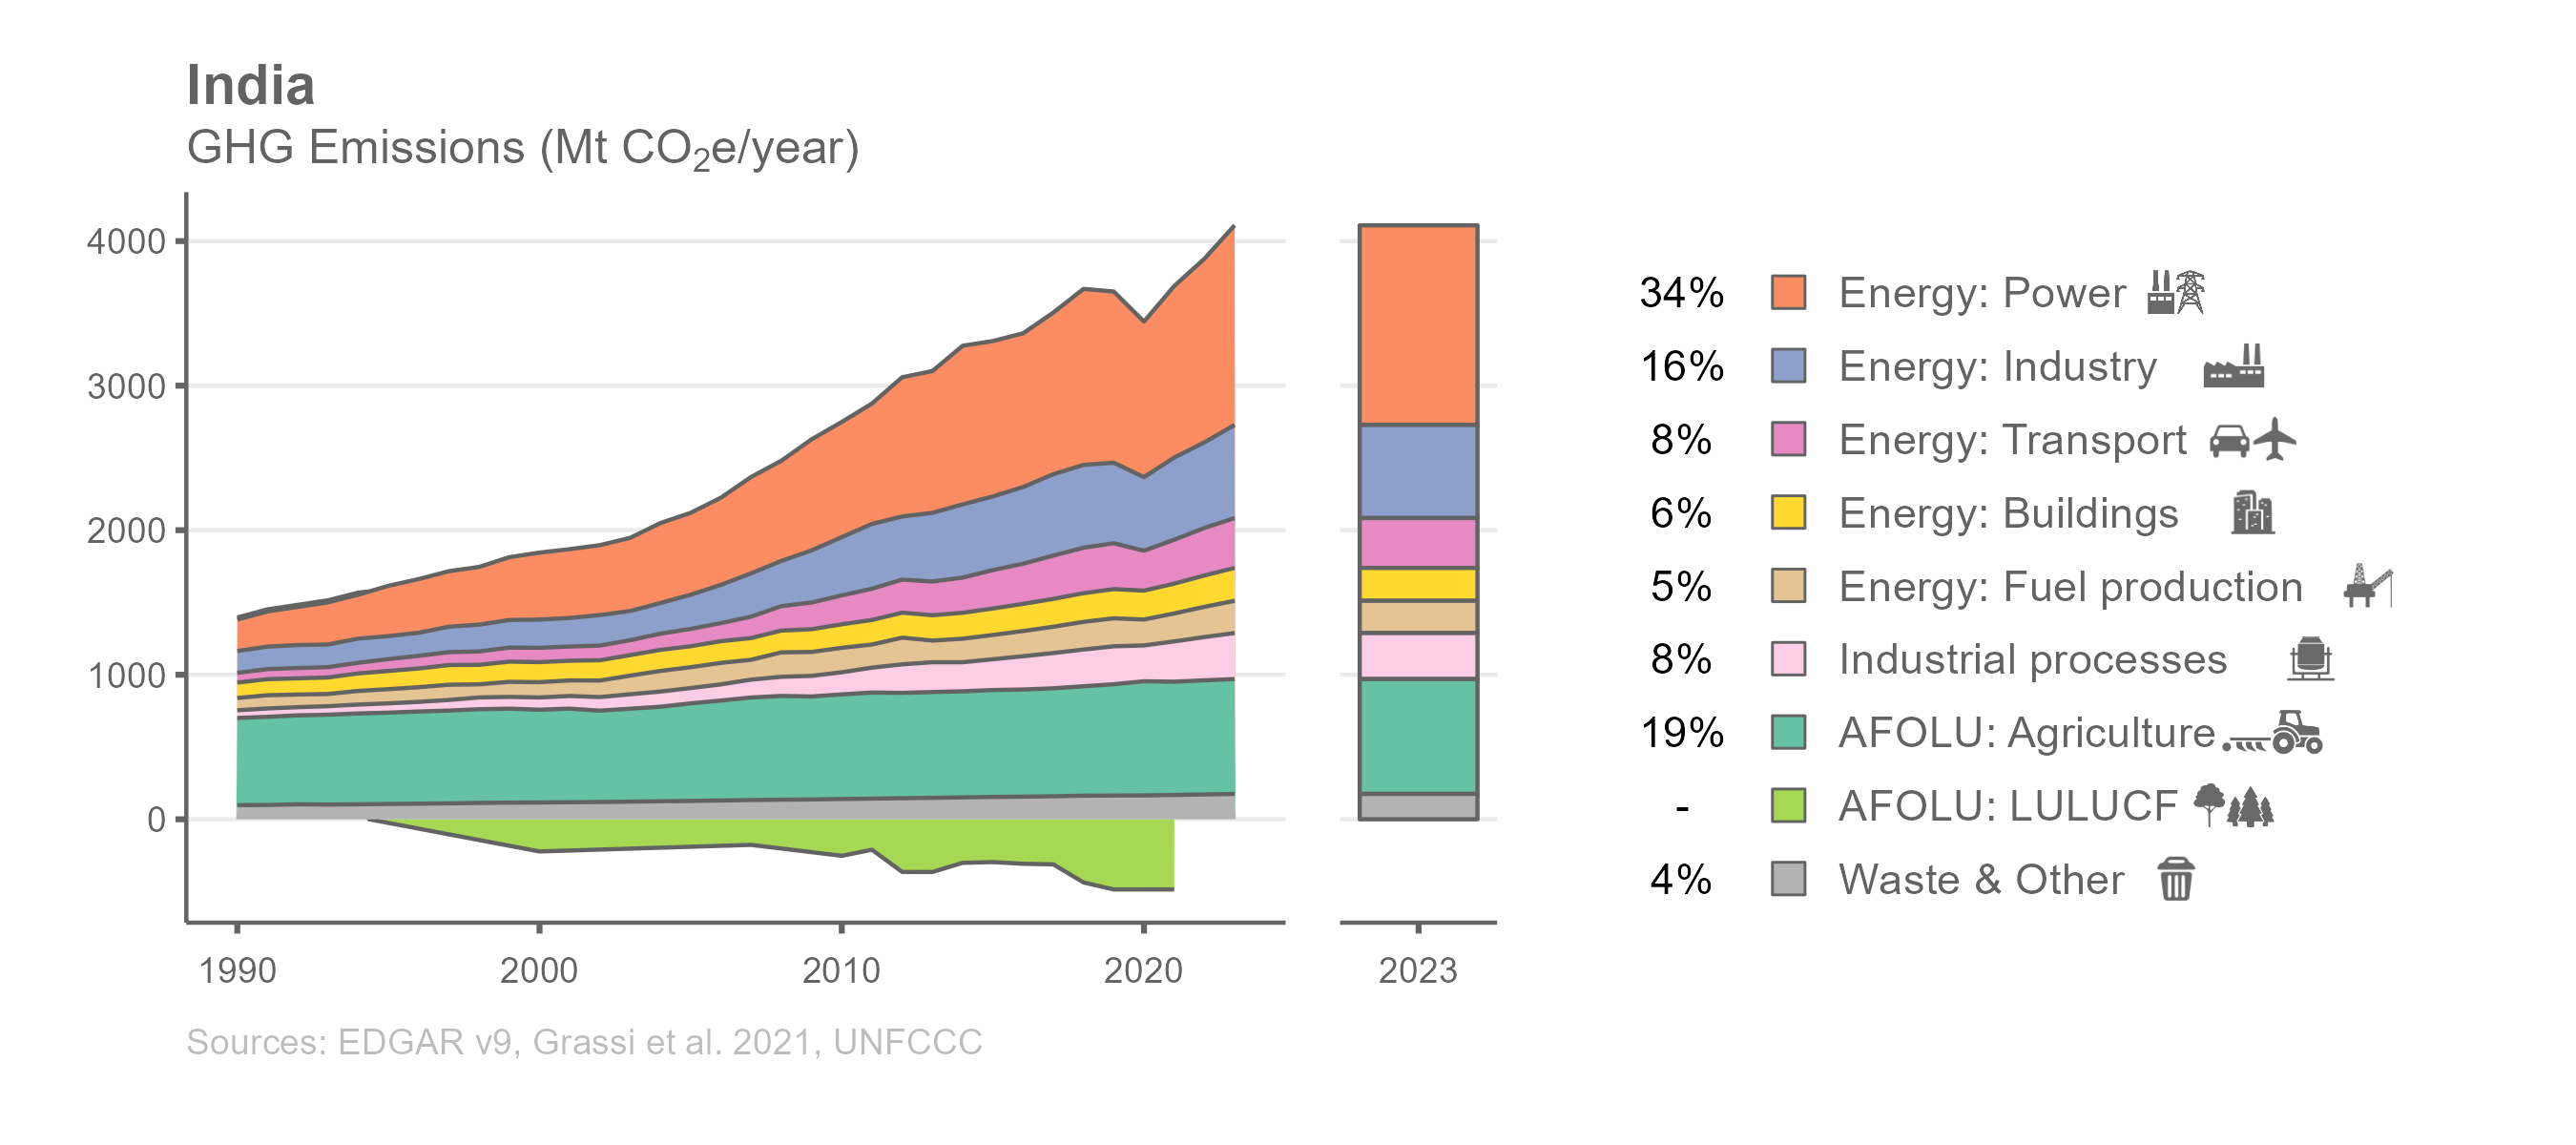 India
GHG Emissions (Mt CO₂e/year)
4000
3000
2000
1000
0
1990 2000 2010 2020 2023
34% Energy: Power
16% Energy: Industry
8% Energy: Transport
6% Energy: Buildings
5% Energy: Fuel production
8% Industrial processes
19% AFOLU: Agriculture
- AFOLU: LULUCF
4% Waste & Other
Sources: EDGAR v9, Grassi et al. 2021, UNFCCC